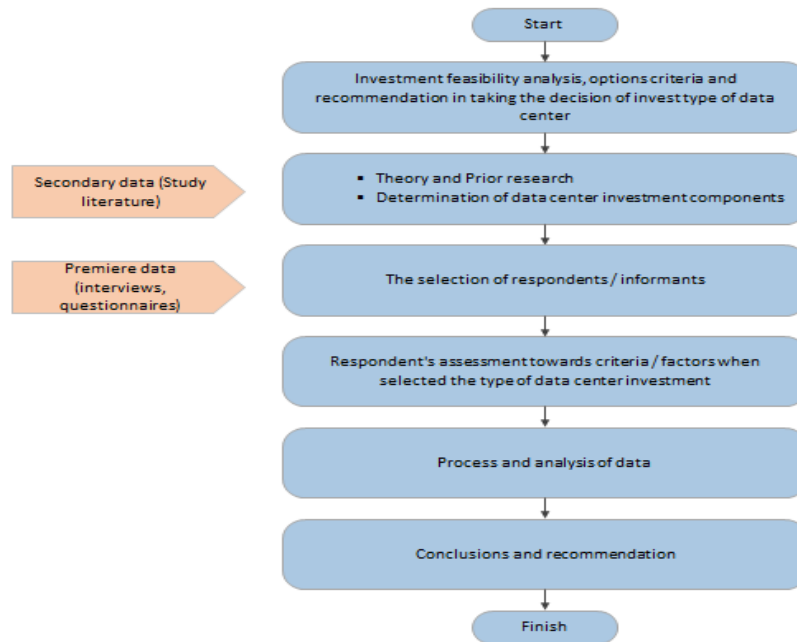 Start
Investment feasibility analysis, options criteria and
recommendation in taking the decision of invest type of data
center
Secondary data (Study
literature)
▪ Theory and Prior research
▪ Determination of data center investment components
Premiere data
(interviews,
questionnaires)
The selection of respondents / informants
Respondent's assessment towards criteria / factors when
selected the type of data center investment
Process and analysis of data
Conclusions and recommendation
Finish